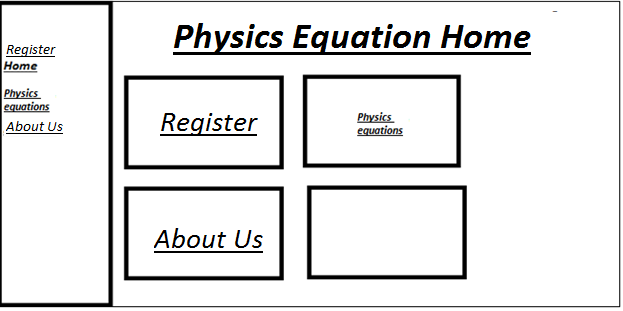 Register
Home
Physics
equations
About Us
Physics Equation Home
Register
Physics
equations
About Us